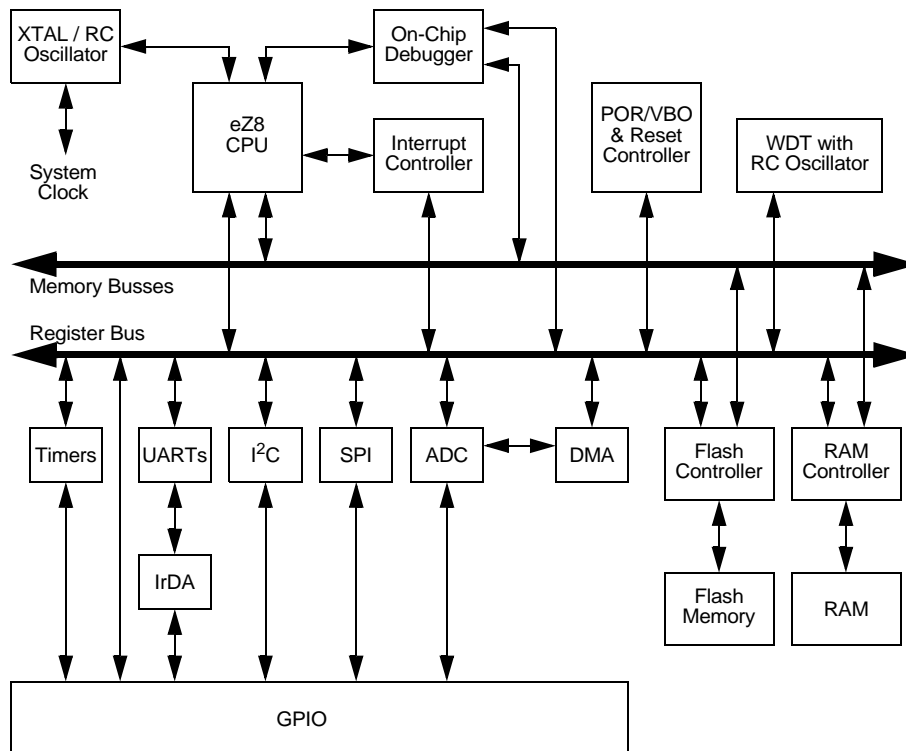 XTAL / RC
Oscillator
On-Chip
Debugger
eZ8
CPU
Interrupt
Controller
POR/VBO
& Reset
Controller
WDT with
RC Oscillator
System
Clock
Memory Busses
Register Bus
Timers
UARTs
I²C
SPI
ADC
DMA
Flash
Controller
RAM
Controller
IrDA
Flash
Memory
RAM
GPIO